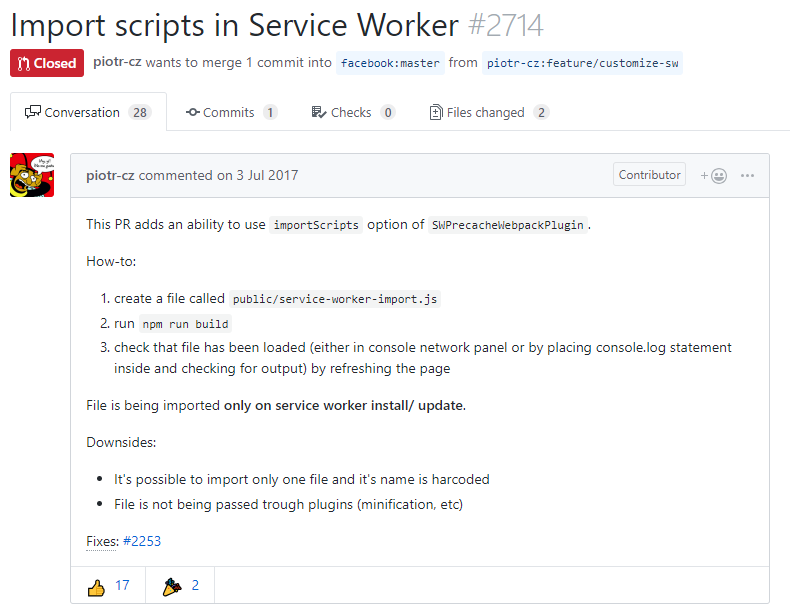 Import scripts in Service Worker #2714
Closed piotr-cz wants to merge 1 commit into facebook:master from piotr-cz:feature/customize-sw
Conversation 28 Commits 1 Checks 0 Files changed 2
piotr-cz commented on 3 Jul 2017 Contributor + ...
This PR adds an ability to use importScripts option of SWPrecacheWebpackPlugin .
How-to:
1. create a file called public/service-worker-import.js
2. run npm run build
3. check that file has been loaded (either in console network panel or by placing console.log statement
inside and checking for output) by refreshing the page
File is being imported only on service worker install/ update.
Downsides:
• It's possible to import only one file and it's name is harcoded
• File is not being passed trough plugins (minification, etc)
Fixes: #2253
17 2